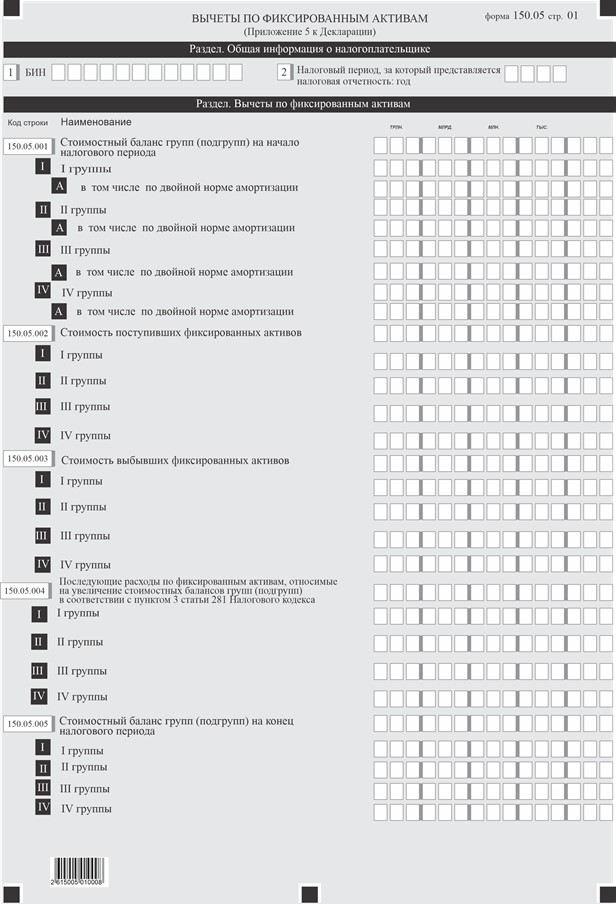 ВЫЧЕТЫ ПО ФИКСИРОВАННЫМ АКТИВАМ
форма 150.05 стр. 01
(Приложение 5 к Декларации)
Раздел. Общая информация о налогоплательщике
1 БИН
2 Налоговый период, за который представляется
налоговая отчетность: год
Раздел. Вычеты по фиксированным активам
Код строки Наименование
ТРЛН. МЛРД. МЛН. ТЫС.
150.05.001 Стоимостный баланс групп (подгрупп) на начало
налогового периода
I I группы
A в том числе по двойной норме амортизации
II II группы
A в том числе по двойной норме амортизации
III III группы
A в том числе по двойной норме амортизации
IV IV группы
A в том числе по двойной норме амортизации
150.05.002 Стоимость поступивших фиксированных активов
I I группы
II II группы
III III группы
IV IV группы
150.05.003 Стоимость выбывших фиксированных активов
I I группы
II II группы
III III группы
IV IV группы
150.05.004 Последующие расходы по фиксированным активам, относимые
на увеличение стоимостных балансов групп (подгрупп)
в соответствии с пунктом 3 статьи 281 Налогового кодекса
I I группы
II II группы
III III группы
IV IV группы
150.05.005 Стоимостный баланс групп (подгрупп) на конец
налогового периода
I I группы
II II группы
III III группы
IV IV группы
2 615005 010008